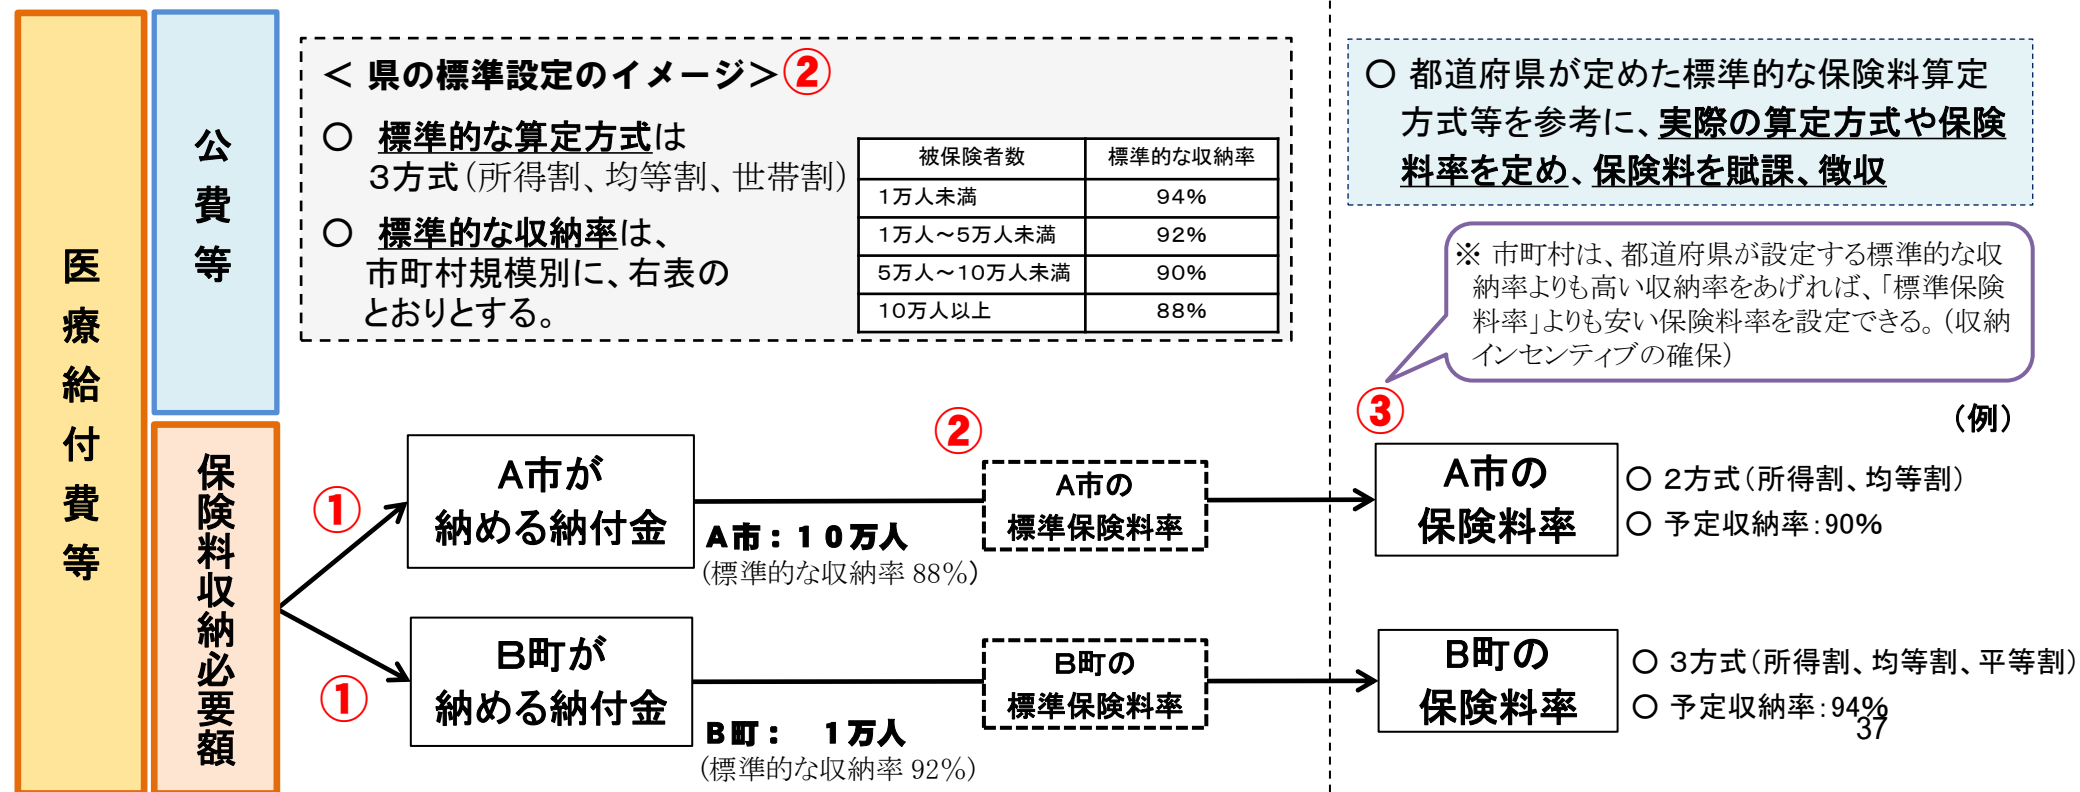 医療給付費等
公費等
保険料収納必要額
＜ 県の標準設定のイメージ＞②
○ 標準的な算定方式は
3方式(所得割、均等割、世帯割)
○ 標準的な収納率は、
市町村規模別に、右表の
とおりとする。
被保険者数 標準的な収納率
1万人未満 94%
1万人～5万人未満 92%
5万人～10万人未満 90%
10万人以上 88%
○ 都道府県が定めた標準的な保険料算定
方式等を参考に、実際の算定方式や保険
料率を定め、保険料を賦課、徴収
※ 市町村は、都道府県が設定する標準的な収
納率よりも高い収納率をあげれば、「標準保険
料率」よりも安い保険料率を設定できる。(収納
インセンティブの確保)
③
(例)
①
A市が
納める納付金
A市：１０万人
(標準的な収納率 88%)
②
A市の
標準保険料率
A市の
保険料率
○ 2方式(所得割、均等割)
○ 予定収納率:90%
①
B町が
納める納付金
B町： 1万人
(標準的な収納率 92%)
B町の
標準保険料率
B町の
保険料率
○ 3方式(所得割、均等割、平等割)
○ 予定収納率:94%
37